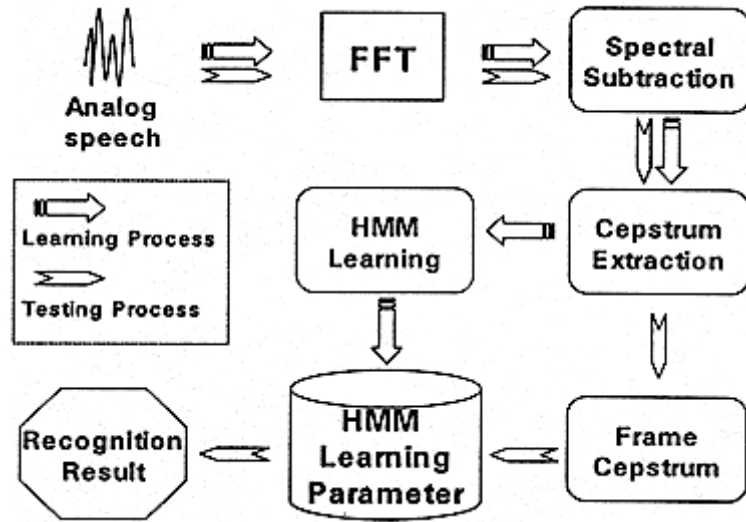 Analog
speech
FFT
Spectral
Subtraction
Learning Process
Testing Process
HMM
Learning
Cepstrum
Extraction
Recognition
Result
HMM
Learning
Parameter
Frame
Cepstrum